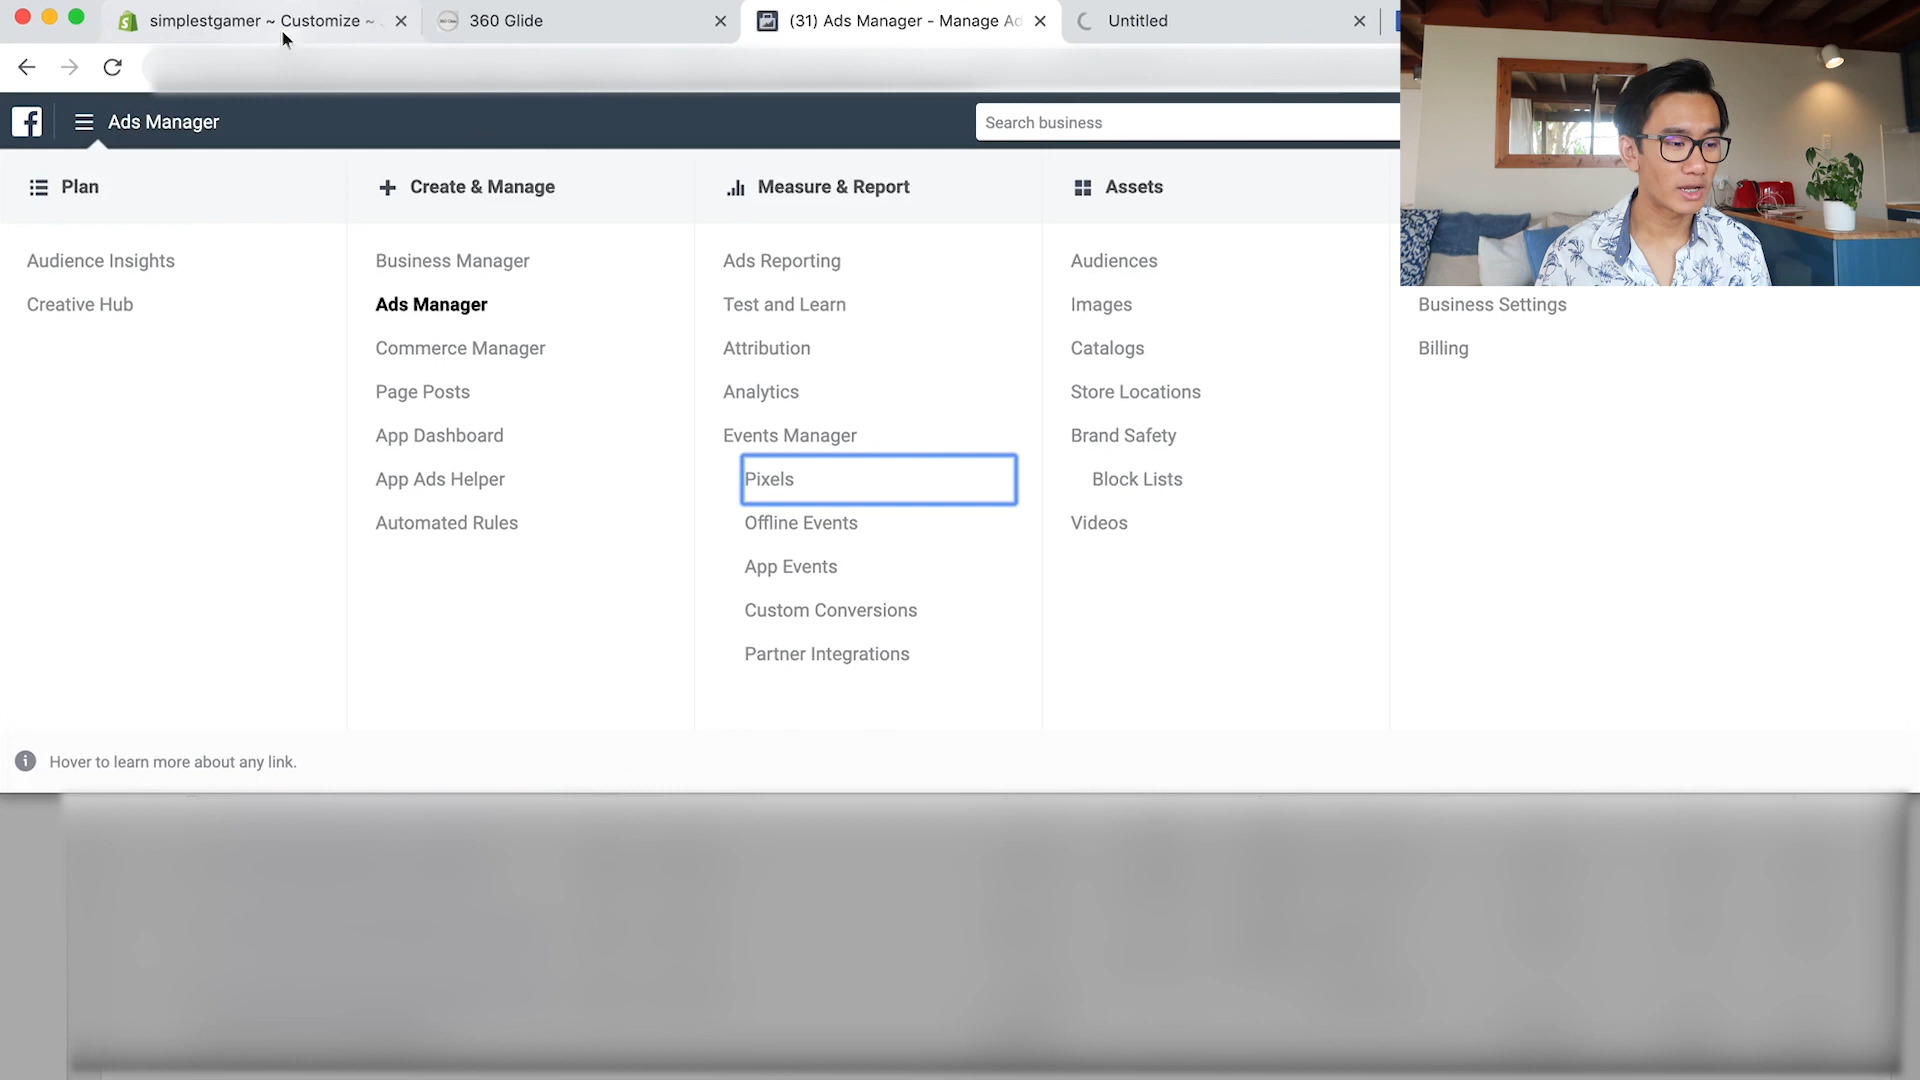 simplestgamer ~ Customize ~
360 Glide
(31) Ads Manager - Manage Ad
Untitled
Ads Manager
Search business
Plan
Create & Manage
Measure & Report
Assets
Audience Insights
Creative Hub
Business Manager
Ads Manager
Commerce Manager
Page Posts
App Dashboard
App Ads Helper
Automated Rules
Ads Reporting
Test and Learn
Attribution
Analytics
Events Manager
Pixels
Offline Events
App Events
Custom Conversions
Partner Integrations
Audiences
Images
Catalogs
Store Locations
Brand Safety
Block Lists
Videos
Business Settings
Billing
Hover to learn more about any link.